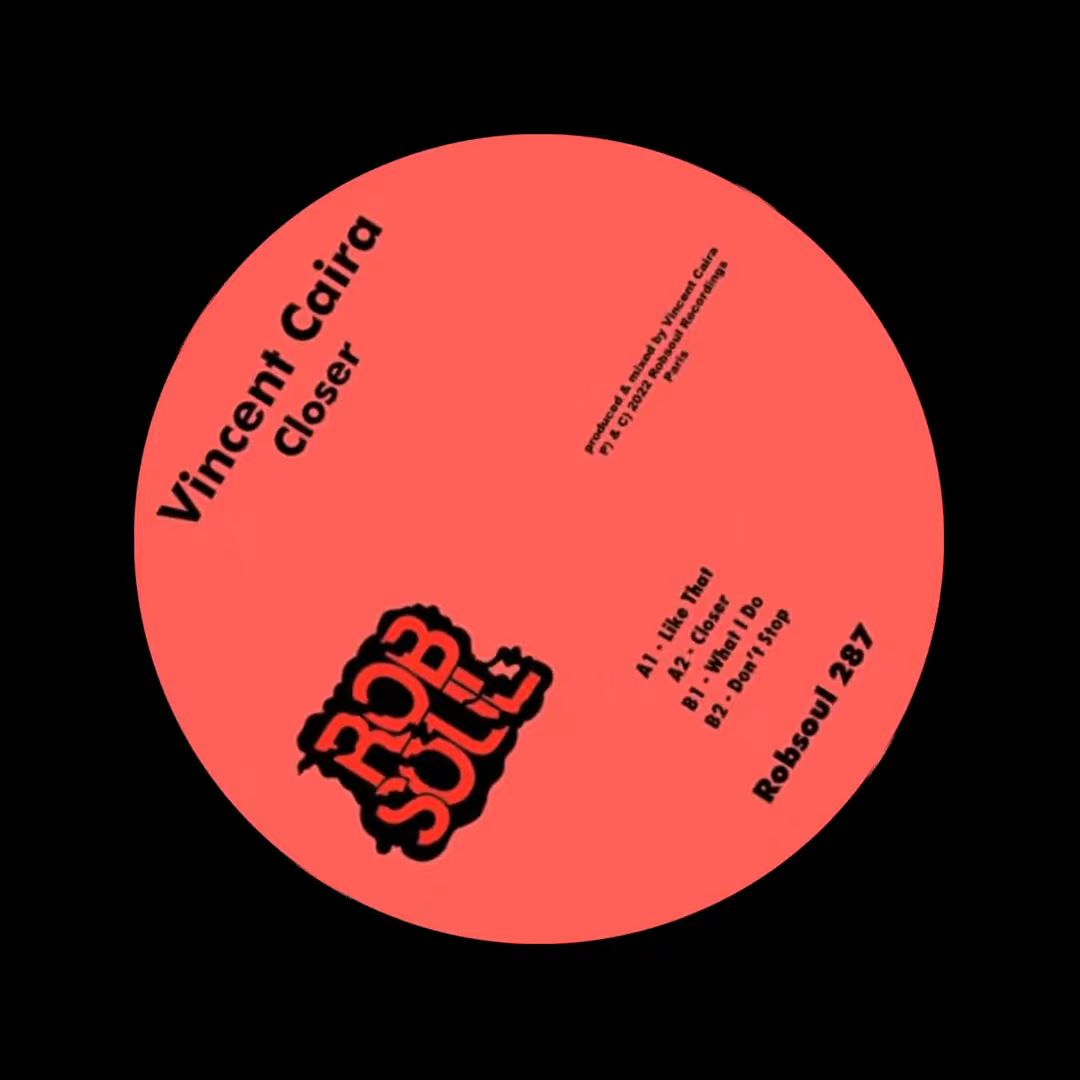 Vincent Caira
Closer
produced & mixed by Vincent Caira
P) & C) 2022 Robsoul Recordings
Paris
ROB
SOUL
A1 - Like That
A2 - Closer
B1 - What I Do
B2 - Don't Stop
Robsoul 287